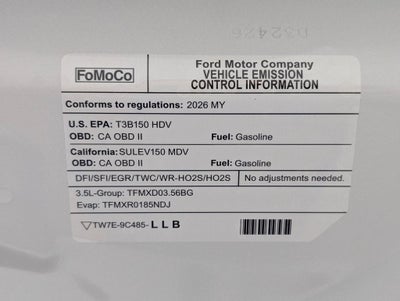 D32426
FoMoCo
Ford Motor Company
VEHICLE EMISSION
CONTROL INFORMATION
Conforms to regulations: 2026 MY
U.S. EPA: T3B150 HDV
OBD: CA OBD II Fuel: Gasoline
California: SULEV150 MDV
OBD: CA OBD II Fuel: Gasoline
DFI/SFI/EGR/TWC/WR-HO2S/HO2S No adjustments needed.
3.5L-Group: TFMXD03.56BG
Evap: TFMXR0185NDJ
TW7E-9C485- L L B